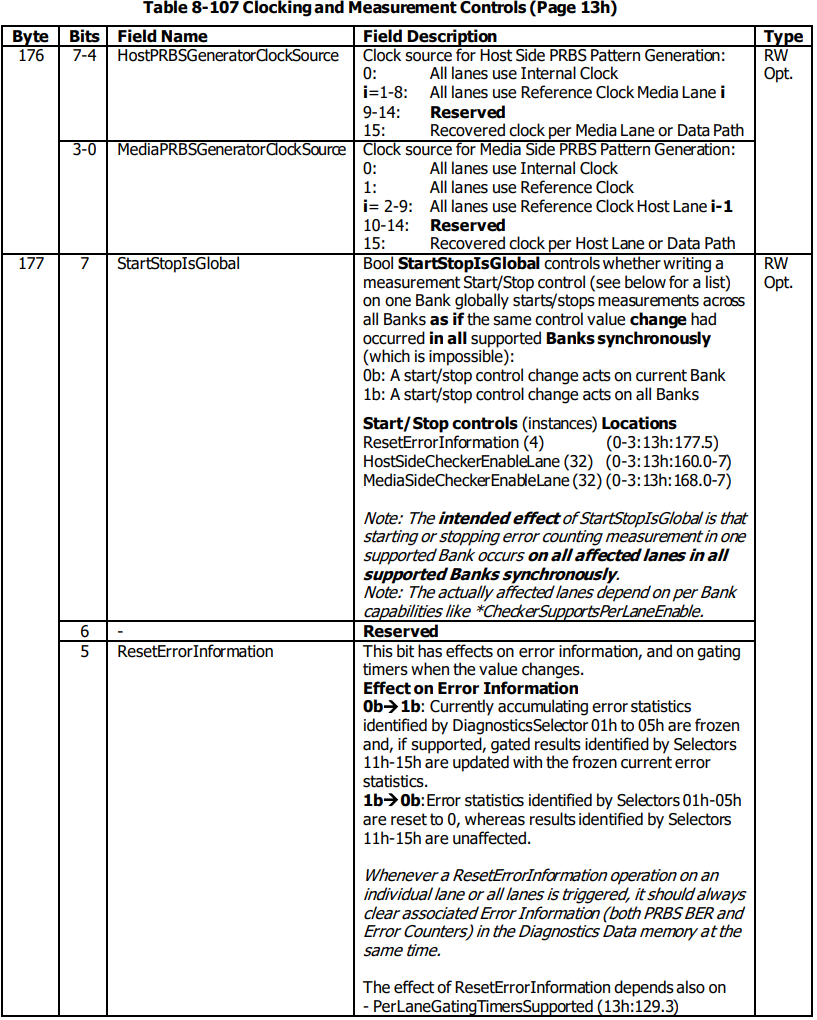 Table 8-107 Clocking and Measurement Controls (Page 13h)
Byte Bits Field Name Field Description Type
176 7-4 HostPRBSGeneratorClockSource Clock source for Host Side PRBS Pattern Generation: RW
0: All lanes use Internal Clock Opt.
i=1-8: All lanes use Reference Clock Media Lane i
9-14: Reserved
15: Recovered clock per Media Lane or Data Path
3-0 MediaPRBSGeneratorClockSource Clock source for Media Side PRBS Pattern Generation:
0: All lanes use Internal Clock
1: All lanes use Reference Clock
i= 2-9: All lanes use Reference Clock Host Lane i-1
10-14: Reserved
15: Recovered clock per Host Lane or Data Path
177 7 StartStopIsGlobal Bool StartStopIsGlobal controls whether writing a RW
measurement Start/Stop control (see below for a list) Opt.
on one Bank globally starts/stops measurements across
all Banks as if the same control value change had
occurred in all supported Banks synchronously
(which is impossible):
0b: A start/stop control change acts on current Bank
1b: A start/stop control change acts on all Banks
Start/Stop controls (instances) Locations
ResetErrorInformation (4) (0-3:13h:177.5)
HostSideCheckerEnableLane (32) (0-3:13h:160.0-7)
MediaSideCheckerEnableLane (32) (0-3:13h:168.0-7)
Note: The intended effect of StartStopIsGlobal is that
starting or stopping error counting measurement in one
supported Bank occurs on all affected lanes in all
supported Banks synchronously.
Note: The actually affected lanes depend on per Bank
capabilities like *CheckerSupportsPerLaneEnable.
6 - Reserved
5 ResetErrorInformation This bit has effects on error information, and on gating
timers when the value changes.
Effect on Error Information
0b→1b: Currently accumulating error statistics
identified by DiagnosticsSelector 01h to 05h are frozen
and, if supported, gated results identified by Selectors
11h-15h are updated with the frozen current error
statistics.
1b→0b:Error statistics identified by Selectors 01h-05h
are reset to 0, whereas results identified by Selectors
11h-15h are unaffected.
Whenever a ResetErrorInformation operation on an
individual lane or all lanes is triggered, it should always
clear associated Error Information (both PRBS BER and
Error Counters) in the Diagnostics Data memory at the
same time.
The effect of ResetErrorInformation depends also on
- PerLaneGatingTimersSupported (13h:129.3)